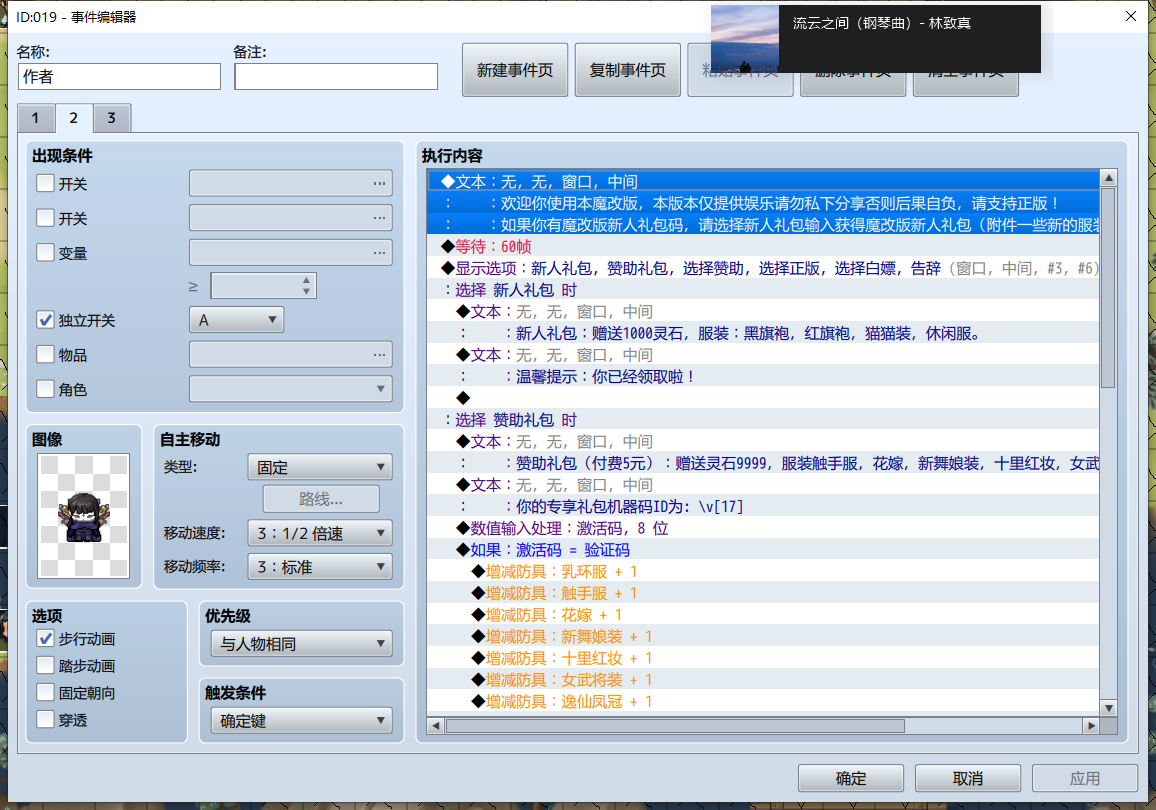 ID:019 - 事件编辑器
流云之间（钢琴曲）- 林致真
名称:
备注:
作者
新建事件页
复制事件页
粘贴事件页
删除事件页
清空事件页
1
2
3
出现条件
开关
开关
变量
≥
独立开关
A
物品
角色
图像
自主移动
类型:
固定
路线...
移动速度:
3：1/2 倍速
移动频率:
3：标准
选项
步行动画
踏步动画
固定朝向
穿透
优先级
与人物相同
触发条件
确定键
执行内容
◆文本：无, 无, 窗口, 中间
：　　：欢迎你使用本魔改版，本版本仅提供娱乐请勿私下分享否则后果自负，请支持正版！
：　　：如果你有魔改版新人礼包码，请选择新人礼包输入获得魔改版新人礼包（附件一些新的服装
◆等待：60帧
◆显示选项：新人礼包, 赞助礼包, 选择赞助, 选择正版, 选择白嫖, 告辞 (窗口, 中间, #3, #6)
：选择 新人礼包 时
◆文本：无, 无, 窗口, 中间
：　　：新人礼包：赠送1000灵石，服装：黑旗袍，红旗袍，猫猫装，休闲服。
◆文本：无, 无, 窗口, 中间
：　　：温馨提示：你已经领取啦！
◆
：选择 赞助礼包 时
◆文本：无, 无, 窗口, 中间
：　　：赞助礼包（付费5元）：赠送灵石9999，服装触手服，花嫁，新舞娘装，十里红妆，女武
◆文本：无, 无, 窗口, 中间
：　　：你的专享礼包机器码ID为: \v[17]
◆数值输入处理：激活码, 8 位
◆如果：激活码 = 验证码
◆增减防具：乳环服 + 1
◆增减防具：触手服 + 1
◆增减防具：花嫁 + 1
◆增减防具：新舞娘装 + 1
◆增减防具：十里红妆 + 1
◆增减防具：女武将装 + 1
◆增减防具：逸仙凤冠 + 1
确定
取消
应用